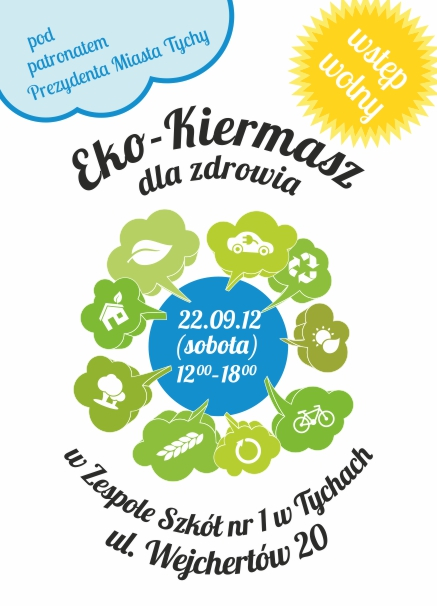 pod
patronatem
Prezydenta Miasta Tychy
wstęp
wolny
Eko-Kiermasz
dla zdrowia
22.09.12
(sobota)
12⁰⁰-18⁰⁰
w Zespole Szkół nr 1 w Tychach
ul. Wejchertów 20